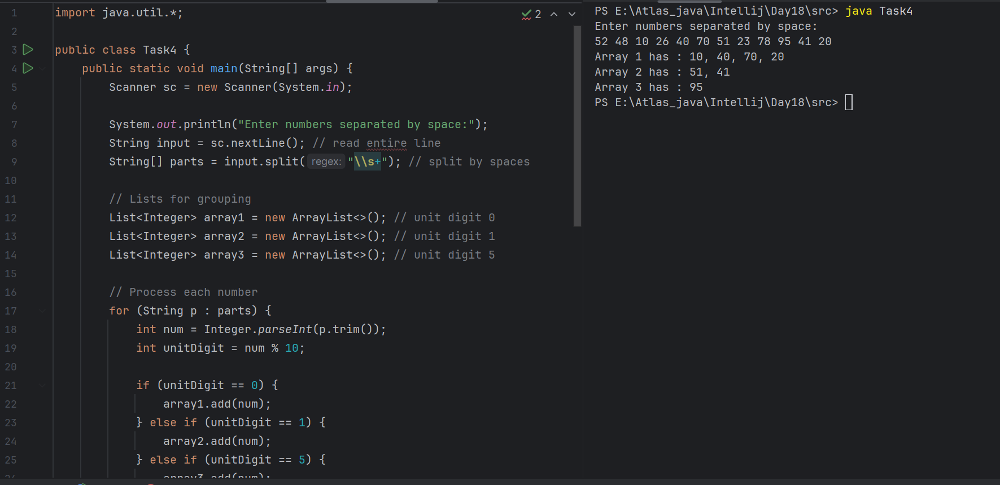 import java.util.*;
2
public class Task4 {
public static void main(String[] args) {
Scanner sc = new Scanner(System.in);
System.out.println("Enter numbers separated by space:");
String input = sc.nextLine(); // read entire line
String[] parts = input.split( regex: "\\s+"); // split by spaces
// Lists for grouping
List<Integer> array1 = new ArrayList<>(); // unit digit 0
List<Integer> array2 = new ArrayList<>(); // unit digit 1
List<Integer> array3 = new ArrayList<>(); // unit digit 5
// Process each number
for (String p : parts) {
int num = Integer.parseInt(p.trim());
int unitDigit = num % 10;
if (unitDigit == 0) {
array1.add(num);
} else if (unitDigit == 1) {
array2.add(num);
} else if (unitDigit == 5) {
array3.add(num);
1
2
3
4
5
6
7
8
9
10
11
12
13
14
15
16
17
18
19
20
21
22
23
24
25
26
PS E:\Atlas_java\Intellij\Day18\src> java Task4
Enter numbers separated by space:
52 48 10 26 40 70 51 23 78 95 41 20
Array 1 has : 10, 40, 70, 20
Array 2 has : 51, 41
Array 3 has : 95
PS E:\Atlas_java\Intellij\Day18\src>